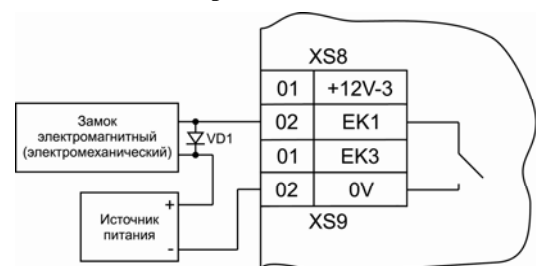 XS8
01 +12V-3
02 EK1
01 EK3
02 0V
XS9
Замок
электромагнитный
(электромеханический)
VD1
Источник
питания
+
-